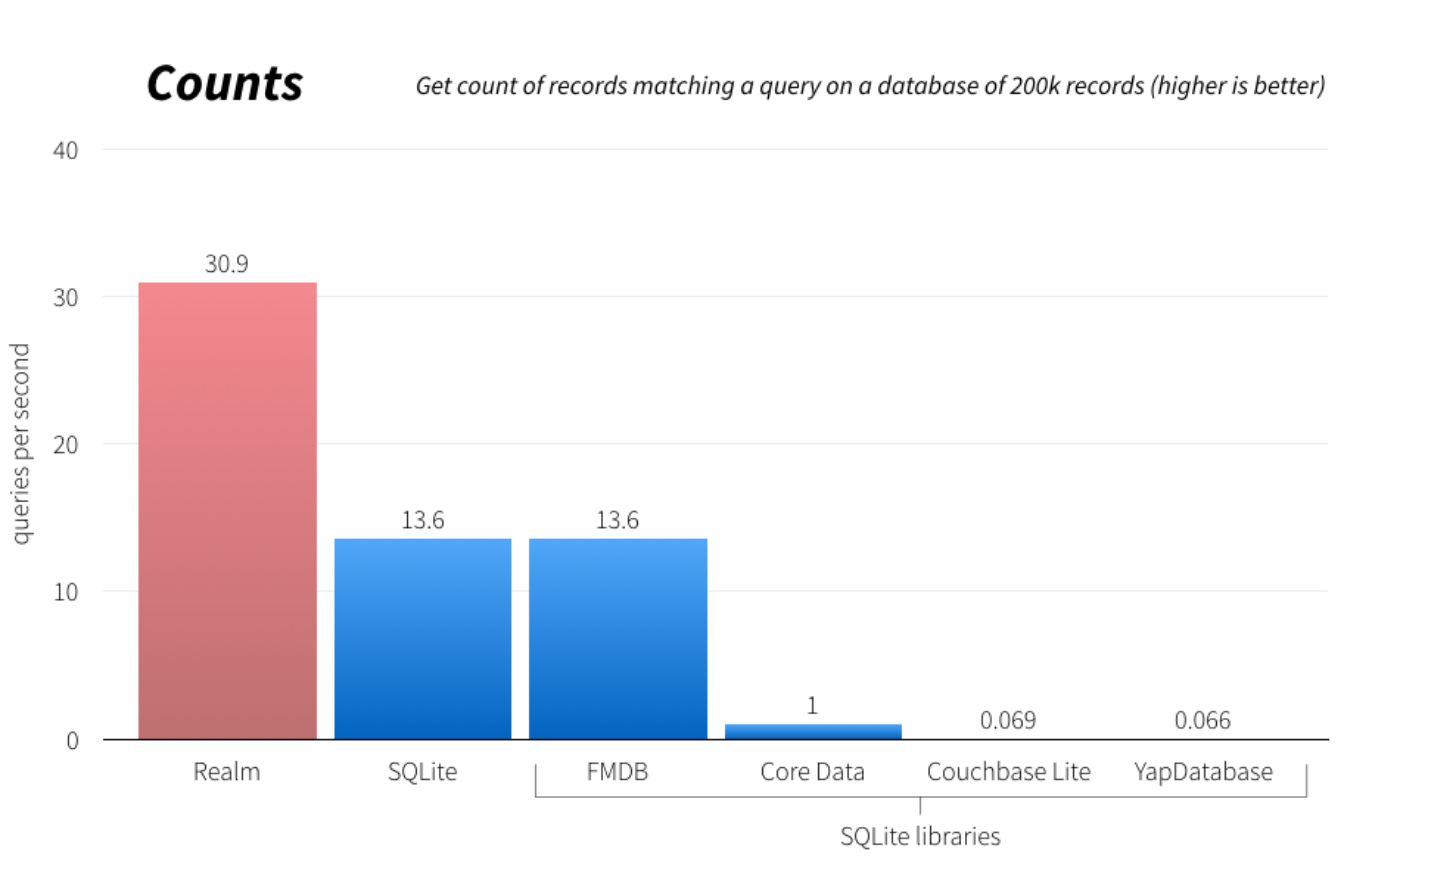 Counts
Get count of records matching a query on a database of 200k records (higher is better)
40
30
20
10
0
queries per second
30.9
13.6
13.6
1
0.069
0.066
Realm
SQLite
FMDB
Core Data
Couchbase Lite
YapDatabase
SQLite libraries